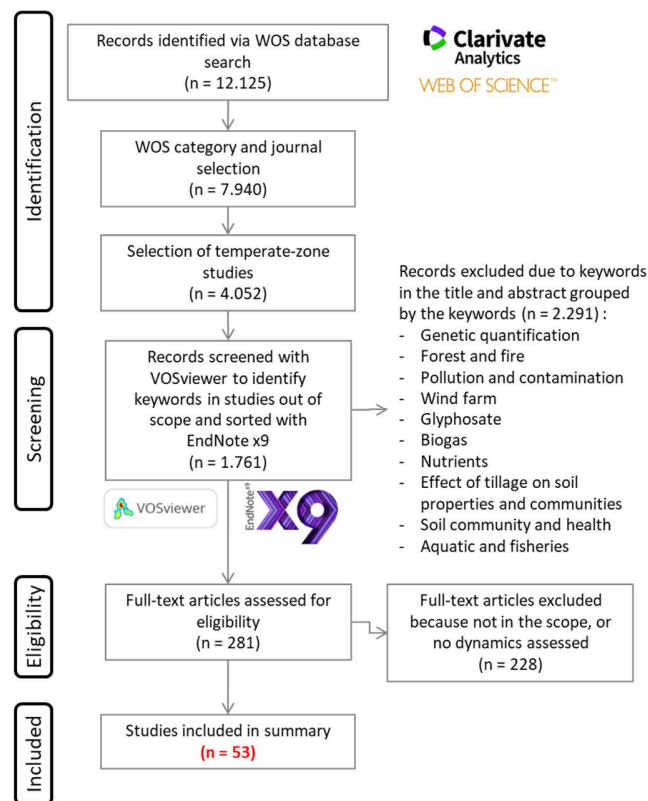 Records identified via WOS database
search
(n = 12.125)
Clarivate
Analytics
WEB OF SCIENCE™
Identification
WOS category and journal
selection
(n = 7.940)
Selection of temperate-zone
studies
(n = 4.052)
Records excluded due to keywords
in the title and abstract grouped
by the keywords (n = 2.291) :
- Genetic quantification
- Forest and fire
- Pollution and contamination
- Wind farm
- Glyphosate
- Biogas
- Nutrients
- Effect of tillage on soil
properties and communities
- Soil community and health
- Aquatic and fisheries
Screening
Records screened with
VOSviewer to identify
keywords in studies out of
scope and sorted with
EndNote x9
(n = 1.761)
VOSviewer
EndNote x9
X9
Eligibility
Full-text articles assessed for
eligibility
(n = 281)
Full-text articles excluded
because not in the scope, or
no dynamics assessed
(n = 228)
Included
Studies included in summary
(n = 53)